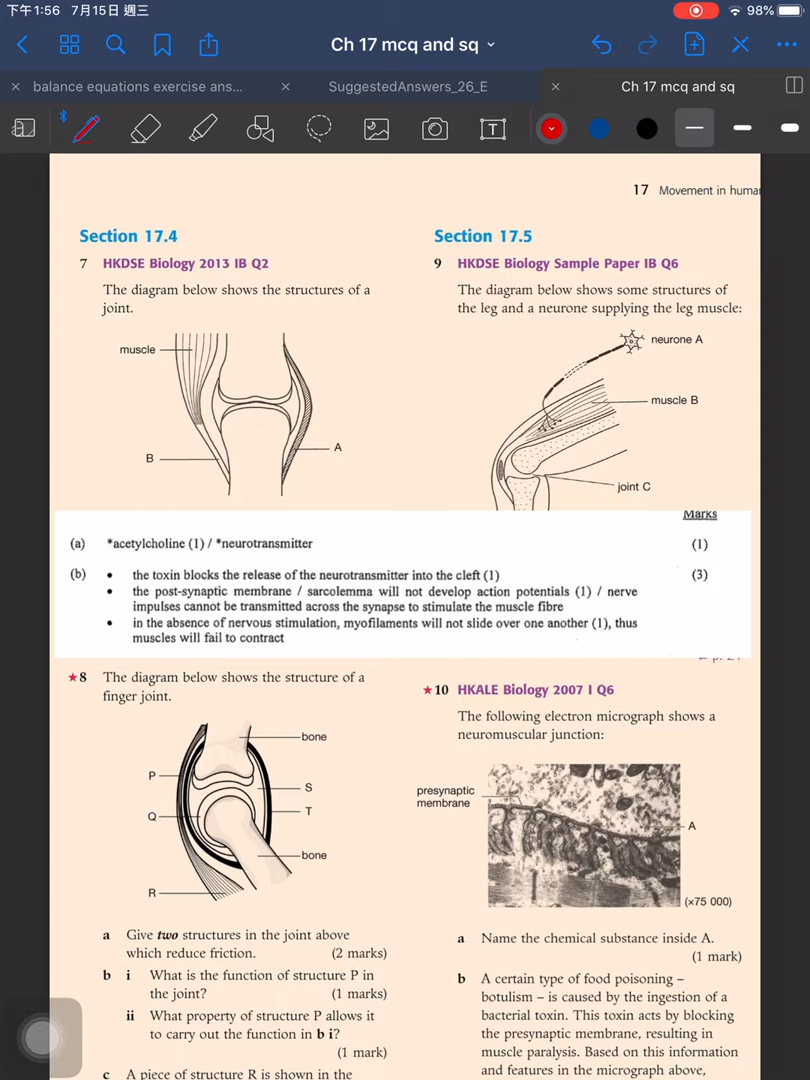 下午1:56 7月15日 週三
98%
Ch 17 mcq and sq
balance equations exercise ans...
SuggestedAnswers_26_E
Ch 17 mcq and sq
T
17 Movement in huma
Section 17.4
7 HKDSE Biology 2013 IB Q2
The diagram below shows the structures of a
joint.
muscle
A
B
Section 17.5
9 HKDSE Biology Sample Paper IB Q6
The diagram below shows some structures of
the leg and a neurone supplying the leg muscle:
neurone A
muscle B
joint C
Marks
(a) *acetylcholine (1) / *neurotransmitter (1)
(b) • the toxin blocks the release of the neurotransmitter into the cleft (1) (3)
• the post-synaptic membrane / sarcolemma will not develop action potentials (1) / nerve
impulses cannot be transmitted across the synapse to stimulate the muscle fibre
• in the absence of nervous stimulation, myofilaments will not slide over one another (1), thus
muscles will fail to contract
★8 The diagram below shows the structure of a
finger joint.
bone
P
S
Q
T
bone
R
a Give two structures in the joint above
which reduce friction. (2 marks)
b i What is the function of structure P in
the joint? (1 marks)
ii What property of structure P allows it
to carry out the function in b i?
(1 mark)
c A piece of structure R is shown in the
★10 HKALE Biology 2007 I Q6
The following electron micrograph shows a
neuromuscular junction:
presynaptic
membrane
A
(×75 000)
a Name the chemical substance inside A.
(1 mark)
b A certain type of food poisoning –
botulism – is caused by the ingestion of a
bacterial toxin. This toxin acts by blocking
the presynaptic membrane, resulting in
muscle paralysis. Based on this information
and features in the micrograph above,